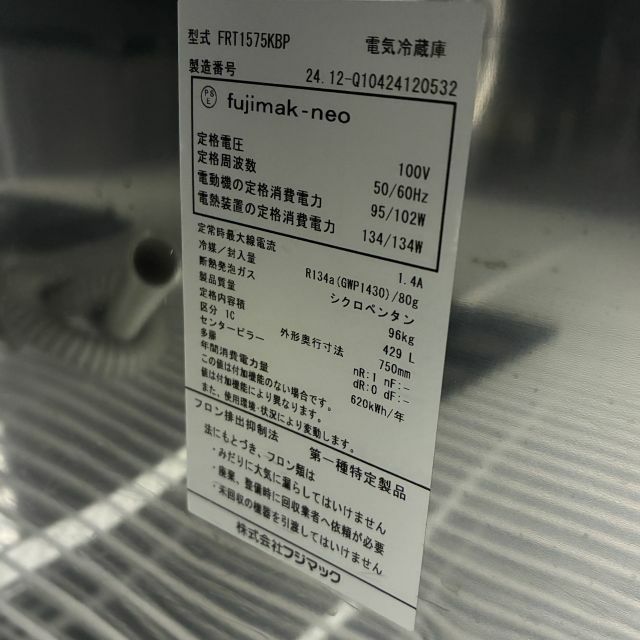 型式 FRT1575KBP 電気冷蔵庫
製造番号 24.12-Q10424120532
PSE fujimak-neo
定格電圧 100V
定格周波数 50/60Hz
電動機の定格消費電力 95/102W
電熱装置の定格消費電力 134/134W
定常時最大線電流 1.4A
冷媒/封入量 R134a(GWP1430)/80g
断熱発泡ガス シクロペンタン
製品質量 96kg
定格内容積 429 L
区分 1C 外形奥行寸法 750mm
センターピラー nR:1 nF:-
多扉 dR:0 dF:-
年間消費電力量 620kWh/年
この値は付加機能のない場合です。
値は付加機能により異なります。
また、使用環境・状況により変動します。
フロン排出抑制法 第一種特定製品
法にもとづき、フロン類は
・みだりに大気に漏らしてはいけません
・廃棄、整備時に回収業者へ依頼が必要
・未回収の機器を引渡してはいけません
株式会社フジマック